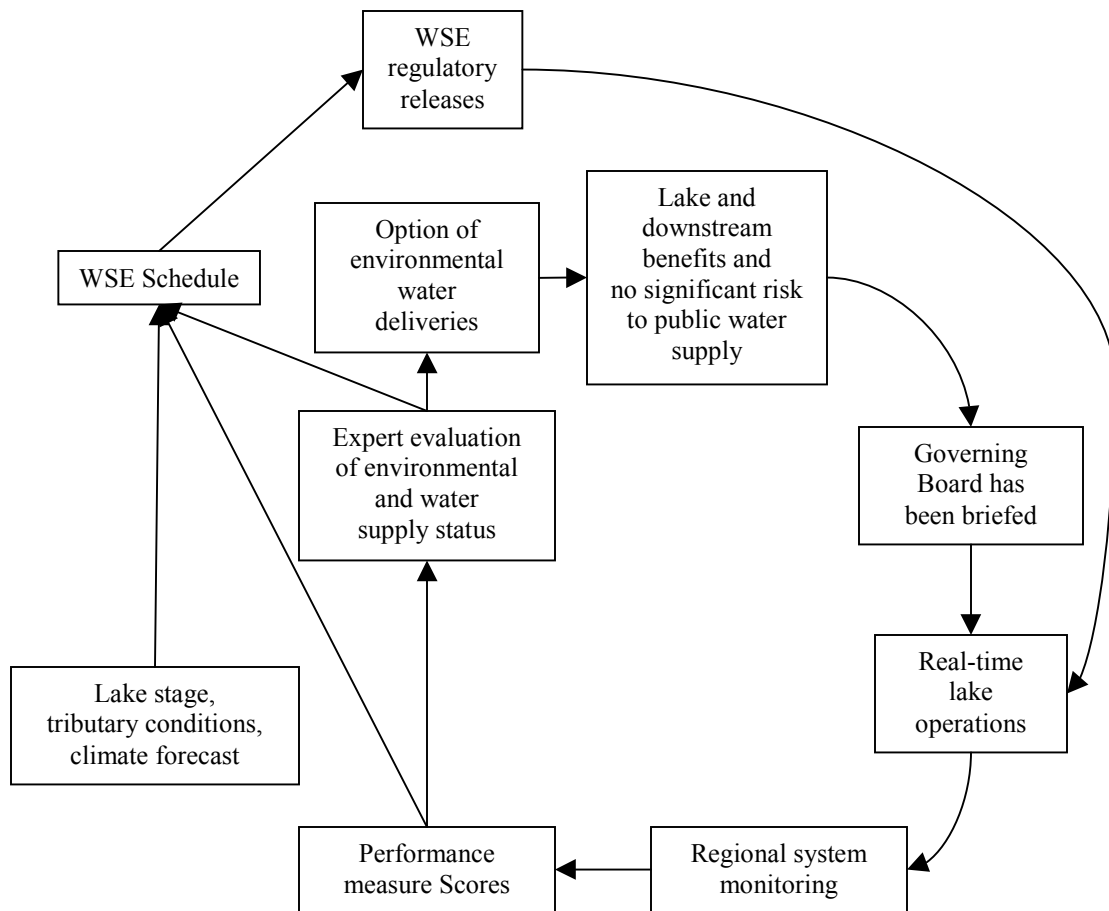 WSE
regulatory
releases
Lake and
downstream
benefits and
no significant risk
to public water
supply
Option of
environmental
water
deliveries
WSE Schedule
Expert evaluation
of environmental
and water
supply status
Governing
Board has
been briefed
Real-time
lake
operations
Lake stage,
tributary conditions,
climate forecast
Performance
measure Scores
Regional system
monitoring